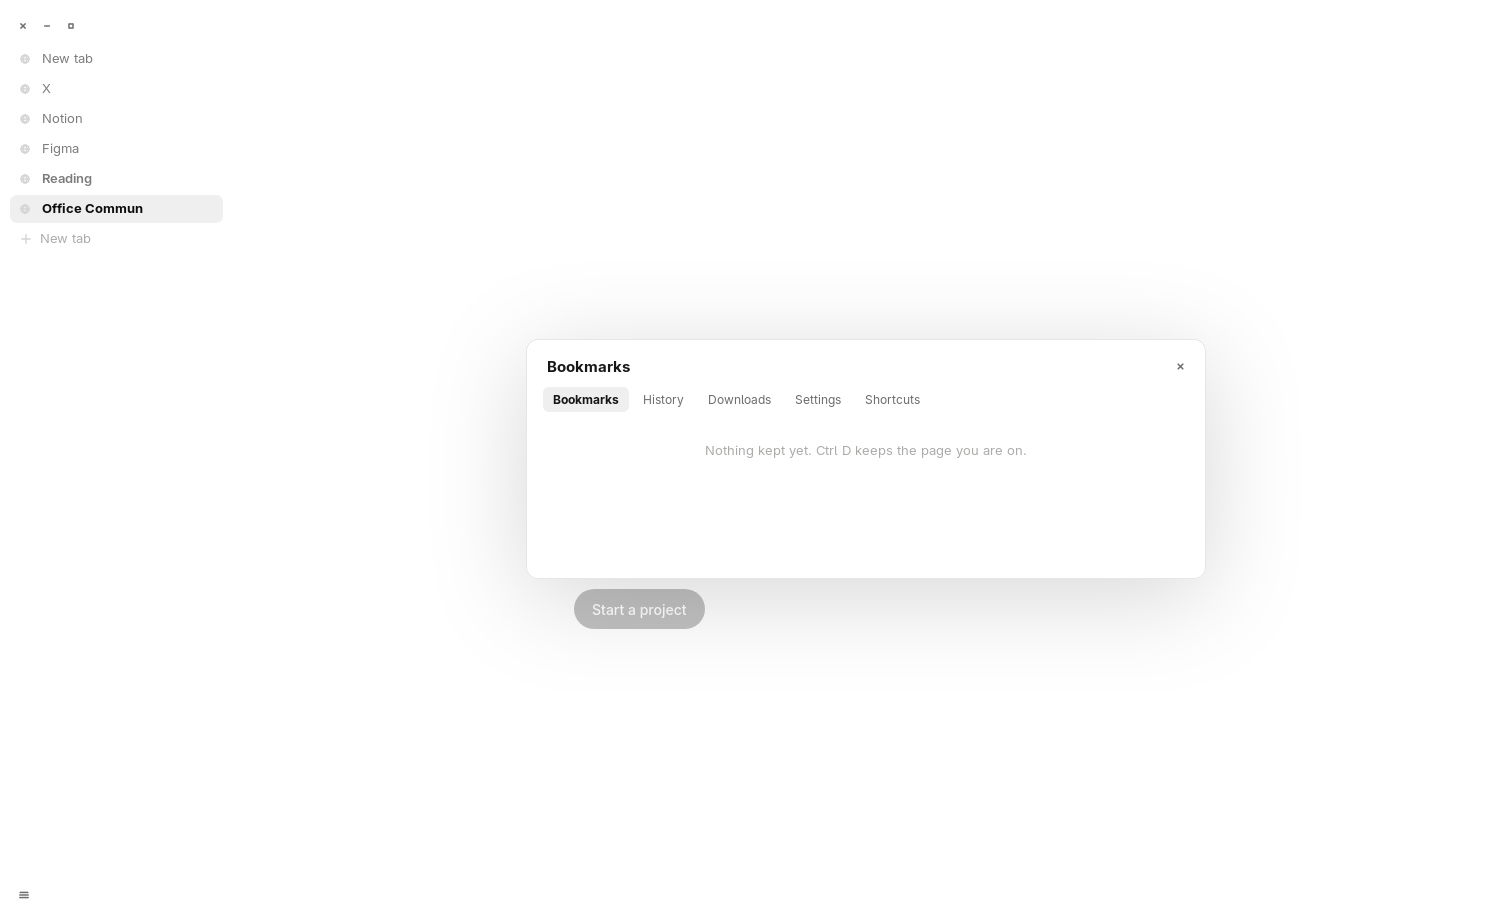 New tab
X
Notion
Figma
Reading
Office Commun
New tab
Bookmarks
Bookmarks History Downloads Settings Shortcuts
Nothing kept yet. Ctrl D keeps the page you are on.
Start a project